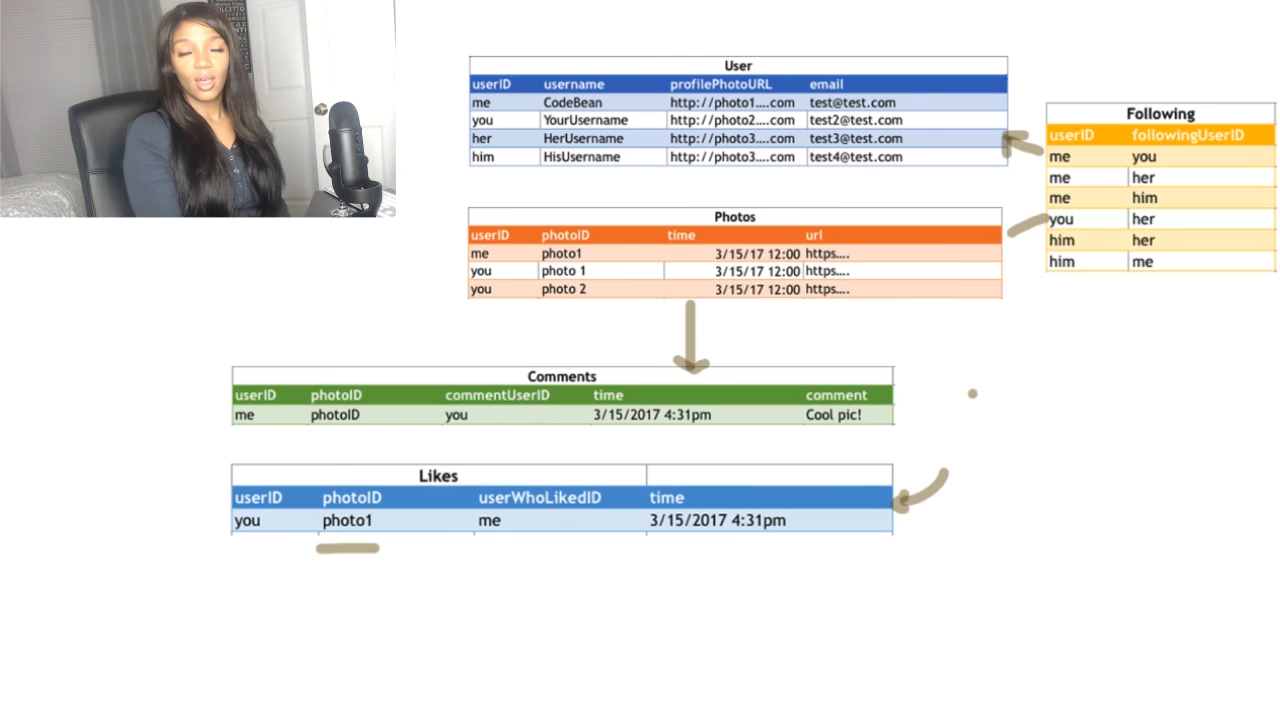 User
userID username profilePhotoURL email
me CodeBean http://photo1....com test@test.com
you YourUsername http://photo2....com test2@test.com
her HerUsername http://photo3....com test3@test.com
him HisUsername http://photo3....com test4@test.com
Following
userID followingUserID
me you
me her
me him
you her
him her
him me
Photos
userID photoID time url
me photo1 3/15/17 12:00 https....
you photo 1 3/15/17 12:00 https....
you photo 2 3/15/17 12:00 https....
Comments
userID photoID commentUserID time comment
me photoID you 3/15/2017 4:31pm Cool pic!
Likes
userID photoID userWhoLikedID time
you photo1 me 3/15/2017 4:31pm